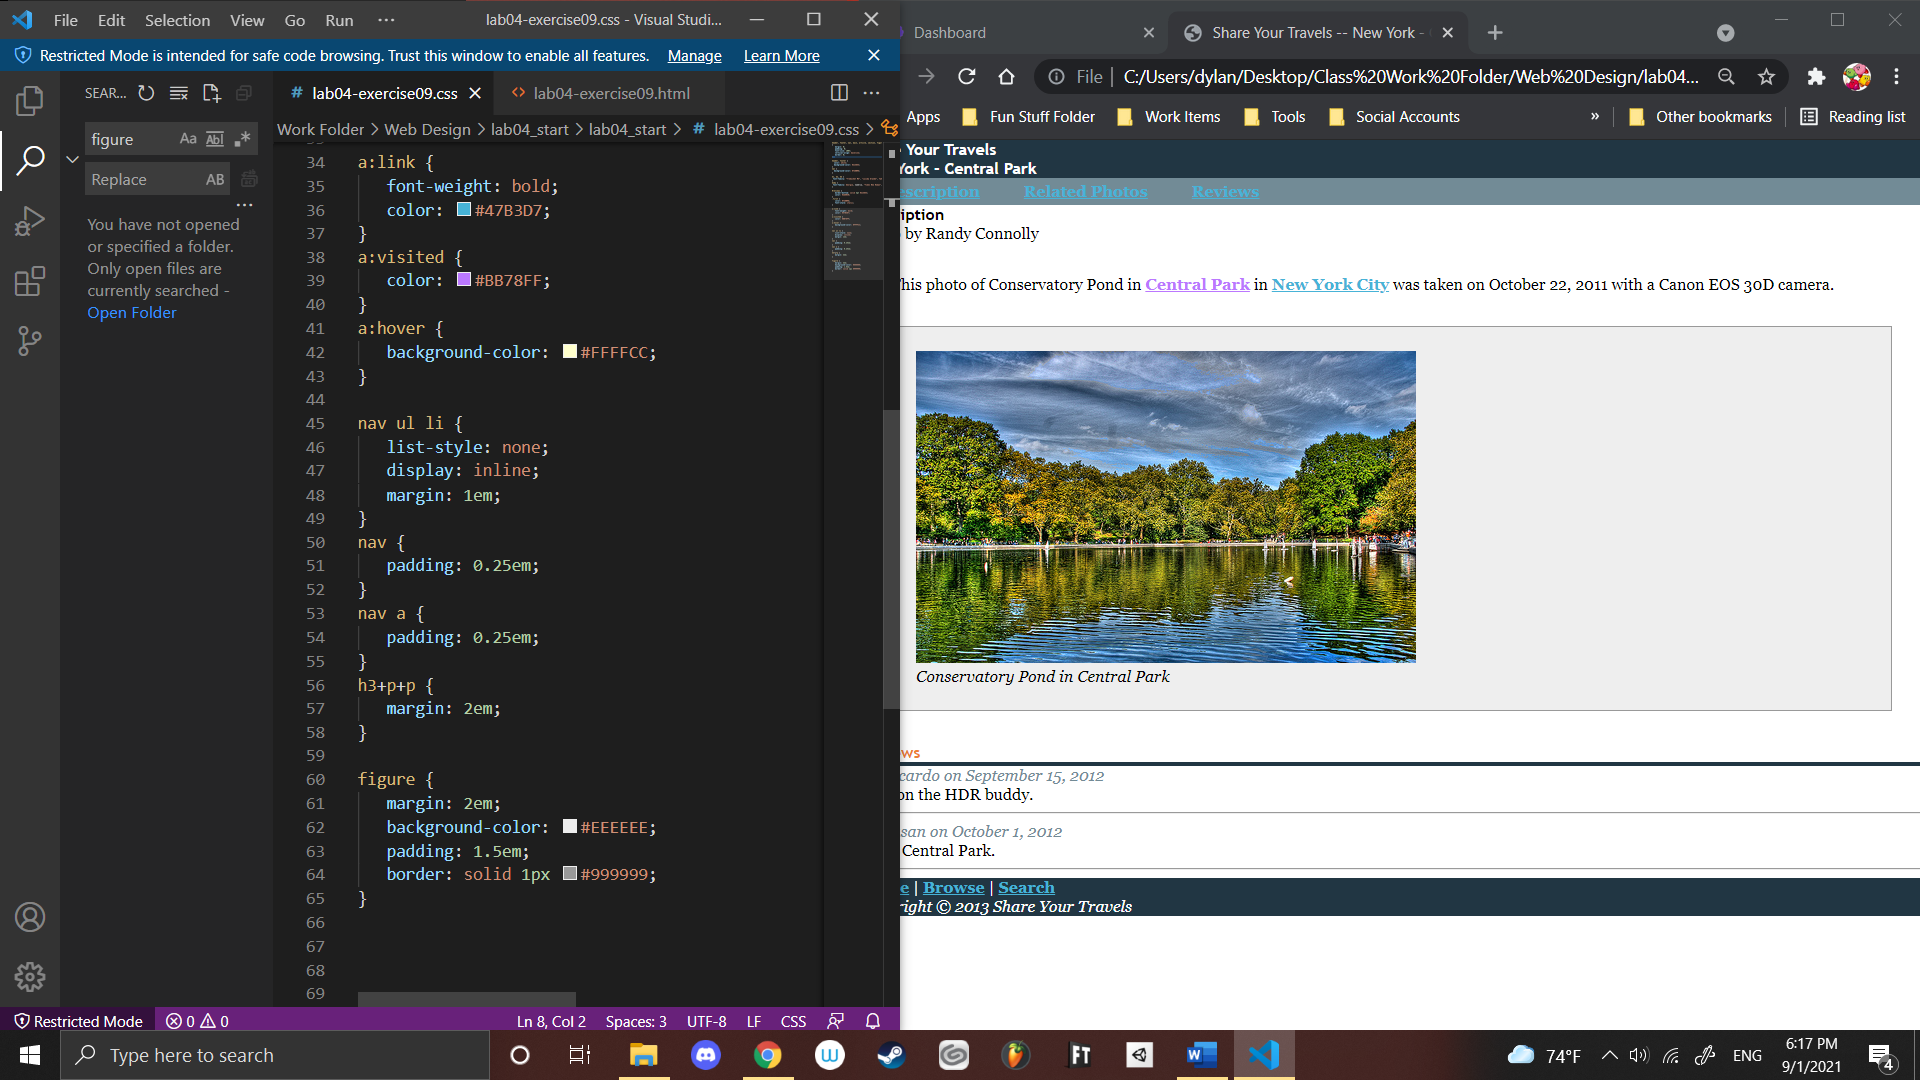 File Edit Selection View Go Run ··· lab04-exercise09.css - Visual Studi...
Restricted Mode is intended for safe code browsing. Trust this window to enable all features. Manage Learn More
SEAR...
figure
Aa Abl .*
Replace
AB
You have not opened
or specified a folder.
Only open files are
currently searched -
Open Folder
# lab04-exercise09.css
<> lab04-exercise09.html
Work Folder > Web Design > lab04_start > lab04_start > # lab04-exercise09.css >
34 a:link {
35 font-weight: bold;
36 color: #47B3D7;
37 }
38 a:visited {
39 color: #BB78FF;
40 }
41 a:hover {
42 background-color: #FFFFCC;
43 }
44
45 nav ul li {
46 list-style: none;
47 display: inline;
48 margin: 1em;
49 }
50 nav {
51 padding: 0.25em;
52 }
53 nav a {
54 padding: 0.25em;
55 }
56 h3+p+p {
57 margin: 2em;
58 }
59
60 figure {
61 margin: 2em;
62 background-color: #EEEEEE;
63 padding: 1.5em;
64 border: solid 1px #999999;
65 }
66
67
68
69
Restricted Mode 0 0 Ln 8, Col 2 Spaces: 3 UTF-8 LF CSS
Dashboard
Share Your Travels -- New York -
File C:/Users/dylan/Desktop/Class%20Work%20Folder/Web%20Design/lab04...
Apps Fun Stuff Folder Work Items Tools Social Accounts » Other bookmarks Reading list
Your Travels
York - Central Park
escription Related Photos Reviews
iption
by Randy Connolly
This photo of Conservatory Pond in Central Park in New York City was taken on October 22, 2011 with a Canon EOS 30D camera.
Conservatory Pond in Central Park
ws
cardo on September 15, 2012
on the HDR buddy.
san on October 1, 2012
Central Park.
e | Browse | Search
right © 2013 Share Your Travels
Type here to search
W
FT
W
74°F
ENG
6:17 PM
9/1/2021
4